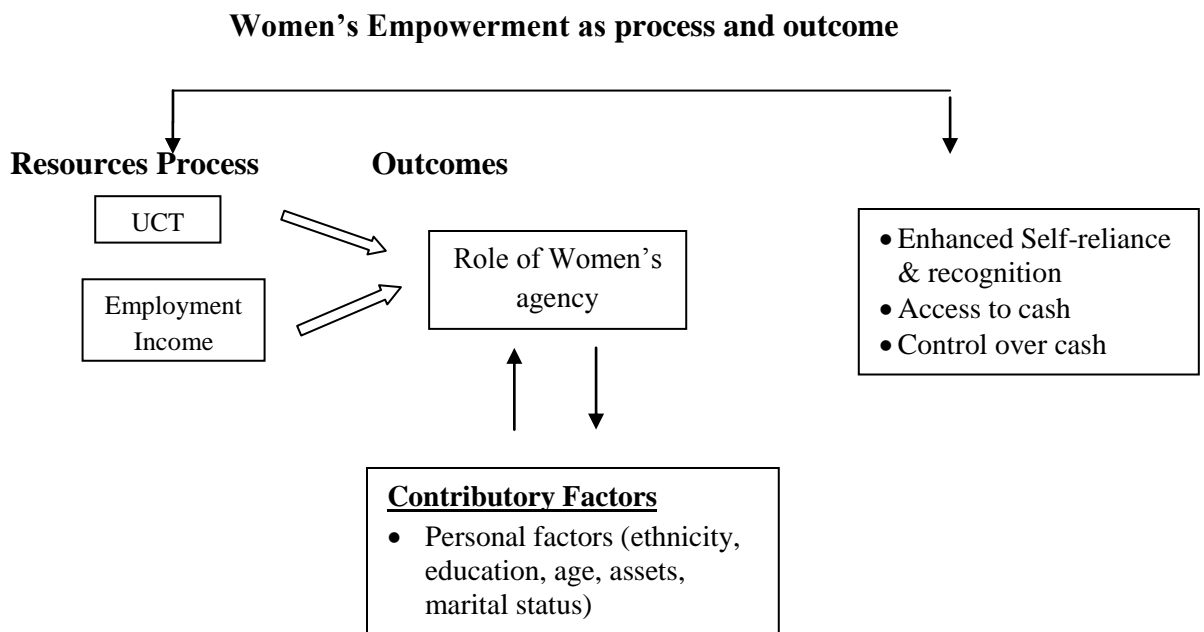 Women’s Empowerment as process and outcome
Resources Process Outcomes
UCT
Employment
Income
Role of Women’s
agency
• Enhanced Self-reliance
& recognition
• Access to cash
• Control over cash
Contributory Factors
• Personal factors (ethnicity,
education, age, assets,
marital status)